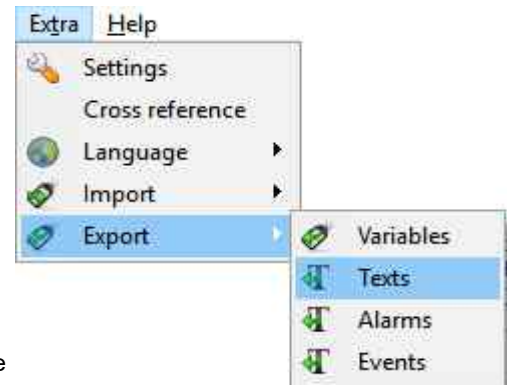 Extra Help
Settings
Cross reference
Language
Import
Export
Variables
Texts
Alarms
Events
e